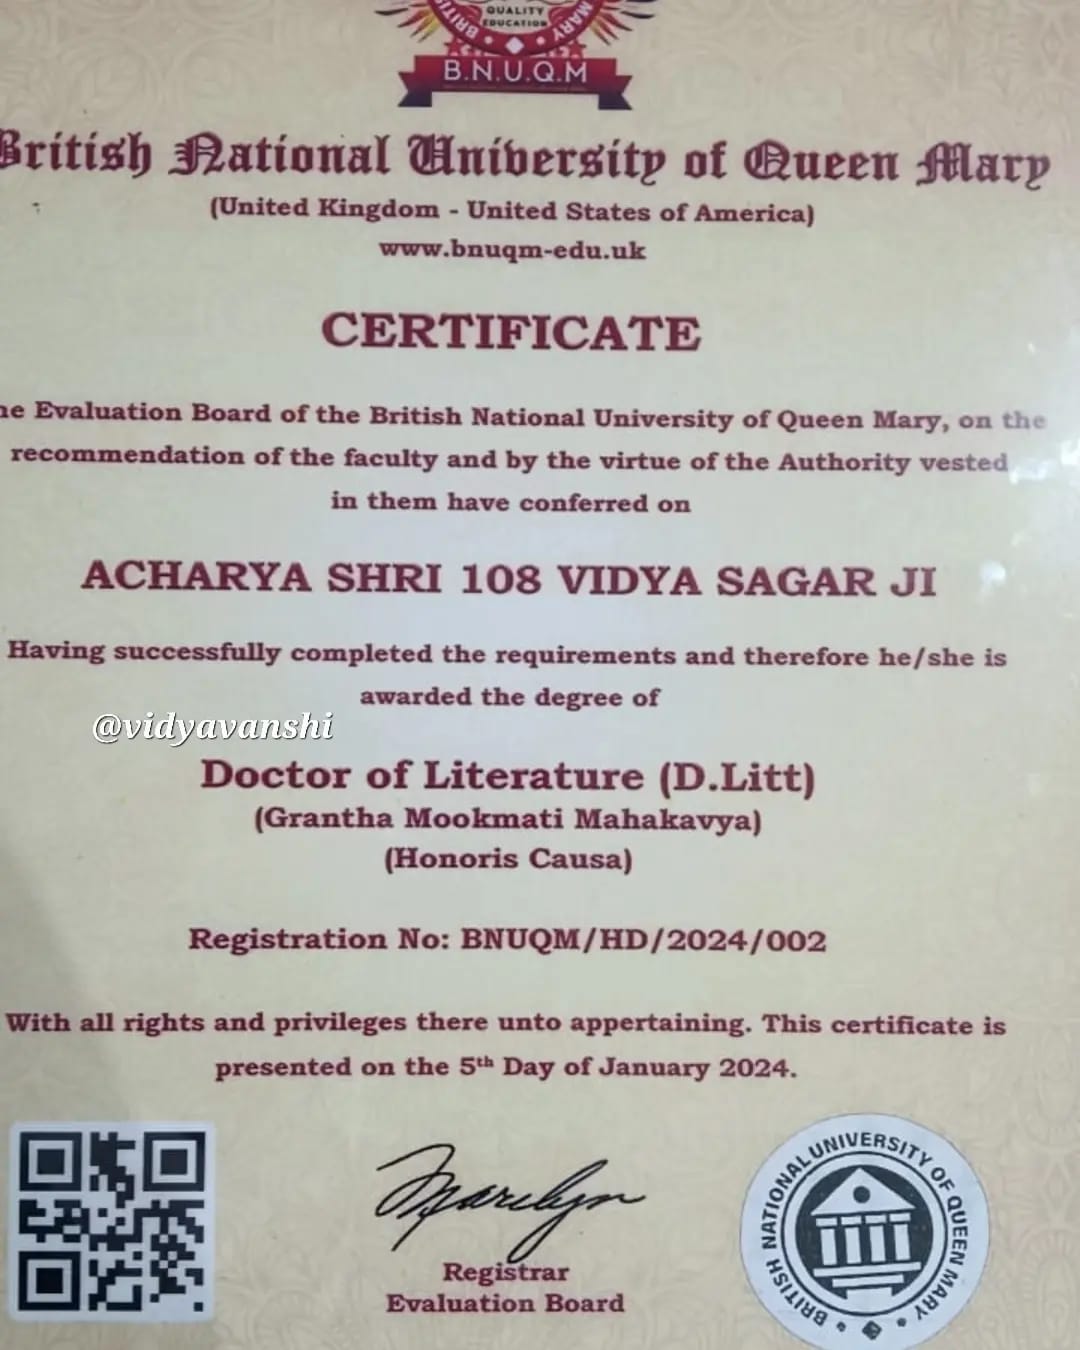 QUALITY
EDUCATION
MARY
B.N.U.Q.M
British National University of Queen Mary
(United Kingdom - United States of America)
www.bnuqm-edu.uk
CERTIFICATE
he Evaluation Board of the British National University of Queen Mary, on the
recommendation of the faculty and by the virtue of the Authority vested
in them have conferred on
ACHARYA SHRI 108 VIDYA SAGAR JI
Having successfully completed the requirements and therefore he/she is
awarded the degree of
@vidyavanshi
Doctor of Literature (D.Litt)
(Grantha Mookmati Mahakavya)
(Honoris Causa)
Registration No: BNUQM/HD/2024/002
With all rights and privileges there unto appertaining. This certificate is
presented on the 5th Day of January 2024.
Marilyn
Registrar
Evaluation Board
BRITISH NATIONAL UNIVERSITY OF QUEEN MARY